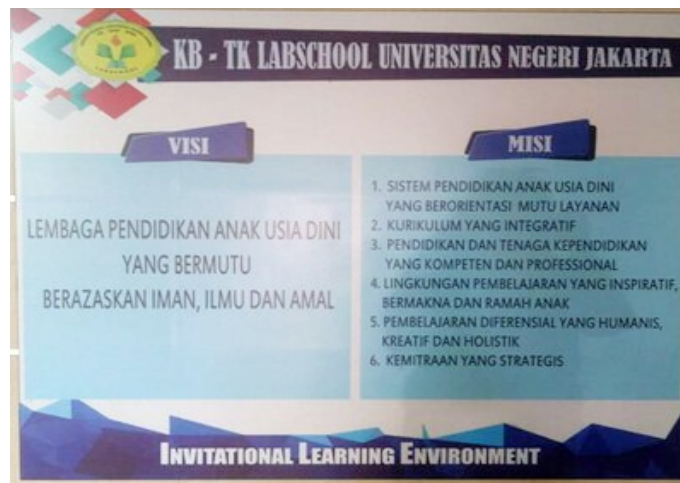 KB - TK LABSCHOOL UNIVERSITAS NEGERI JAKARTA
VISI
LEMBAGA PENDIDIKAN ANAK USIA DINI
YANG BERMUTU
BERAZASKAN IMAN, ILMU DAN AMAL
MISI
1. SISTEM PENDIDIKAN ANAK USIA DINI
YANG BERORIENTASI MUTU LAYANAN
2. KURIKULUM YANG INTEGRATIF
3. PENDIDIKAN DAN TENAGA KEPENDIDIKAN
YANG KOMPETEN DAN PROFESSIONAL
4. LINGKUNGAN PEMBELAJARAN YANG INSPIRATIF,
BERMAKNA DAN RAMAH ANAK
5. PEMBELAJARAN DIFERENSIAL YANG HUMANIS,
KREATIF DAN HOLISTIK
6. KEMITRAAN YANG STRATEGIS
INVITATIONAL LEARNING ENVIRONMENT